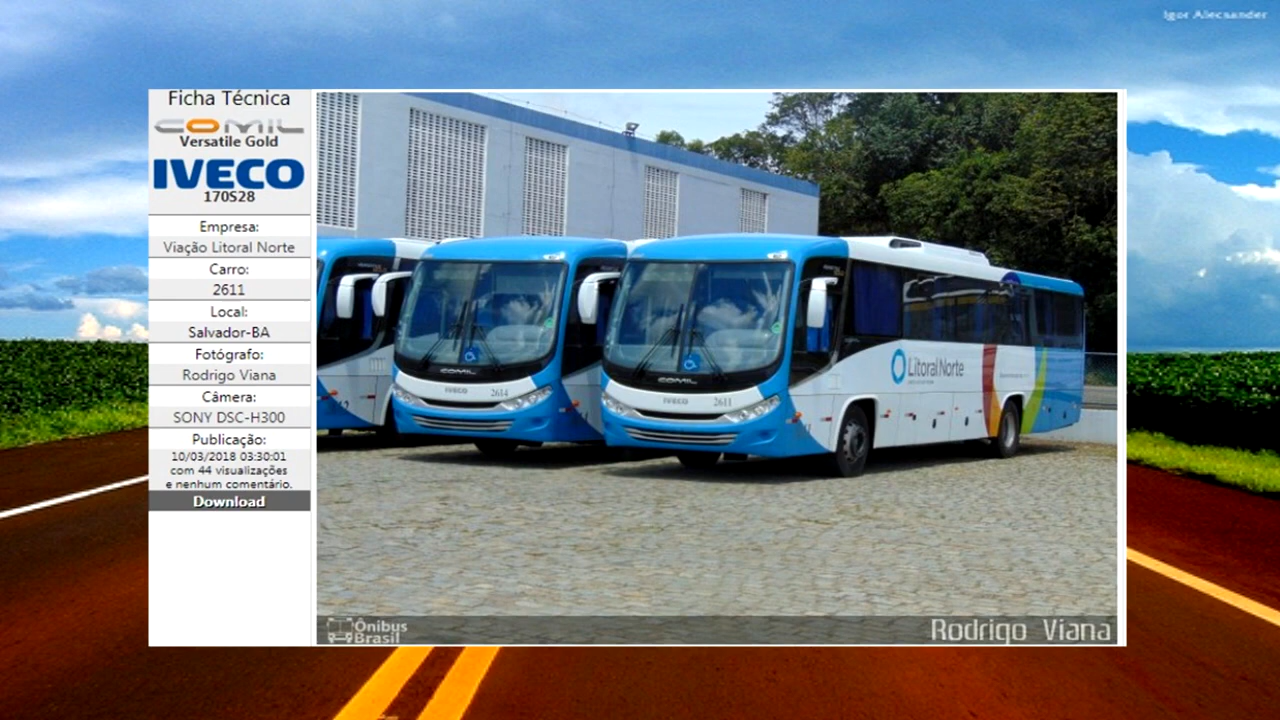 Igor Alecsander
Ficha Técnica
COMIL
Versatile Gold
IVECO
170S28
Empresa:
Viação Litoral Norte
Carro:
2611
Local:
Salvador-BA
Fotógrafo:
Rodrigo Viana
Câmera:
SONY DSC-H300
Publicação:
10/03/2018 03:30:01
com 44 visualizações
e nenhum comentário.
Download
COMIL
IVECO
2614
COMIL
IVECO
2611
Litoral Norte
Ônibus
Brasil
Rodrigo Viana